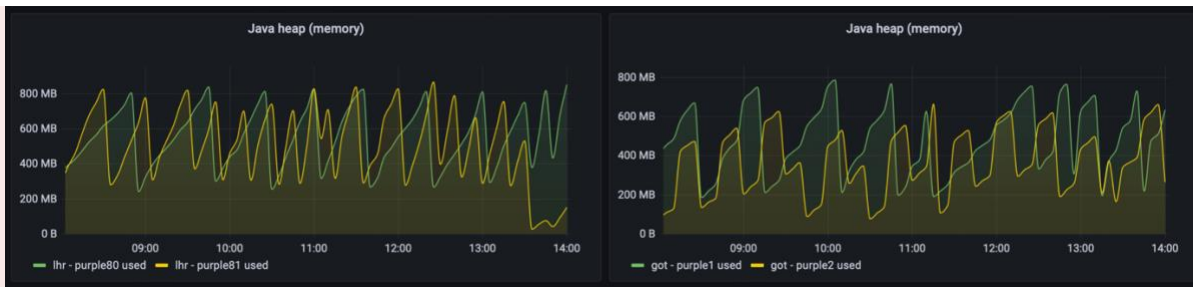 Java heap (memory)
800 MB
600 MB
400 MB
200 MB
0 B
09:00 10:00 11:00 12:00 13:00 14:00
lhr - purple80 used lhr - purple81 used
Java heap (memory)
800 MB
600 MB
400 MB
200 MB
0 B
09:00 10:00 11:00 12:00 13:00 14:00
got - purple1 used got - purple2 used